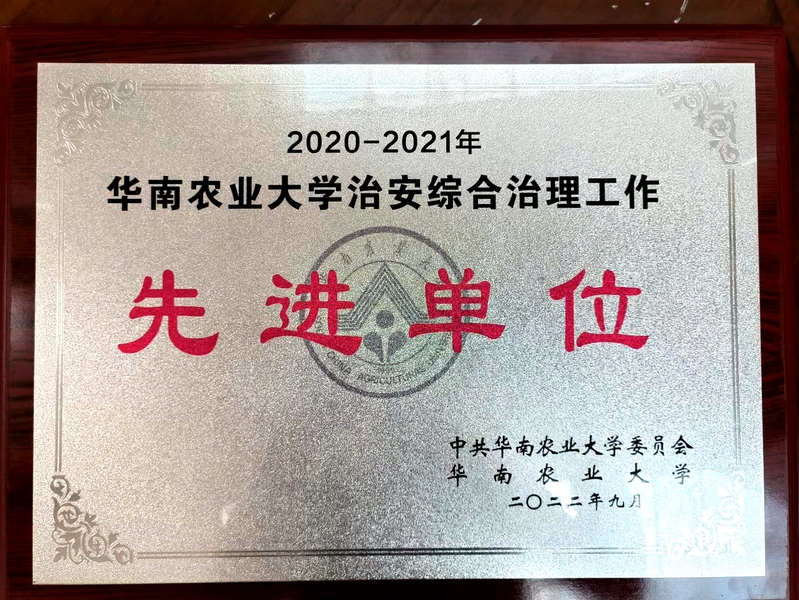 2020-2021年
华南农业大学治安综合治理工作
先进单位
CHINA AGRICULTURAL
中共华南农业大学委员会
华南农业大学
二〇二二年九月